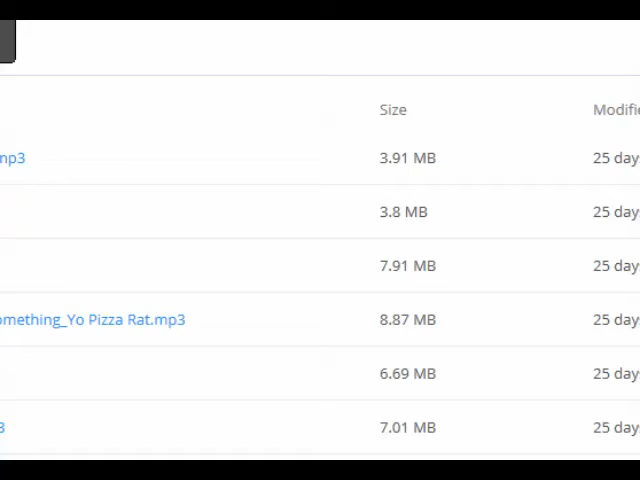 Size Modifie
mp3 3.91 MB 25 day
3.8 MB 25 day
7.91 MB 25 day
omething_Yo Pizza Rat.mp3 8.87 MB 25 day
6.69 MB 25 day
3 7.01 MB 25 day